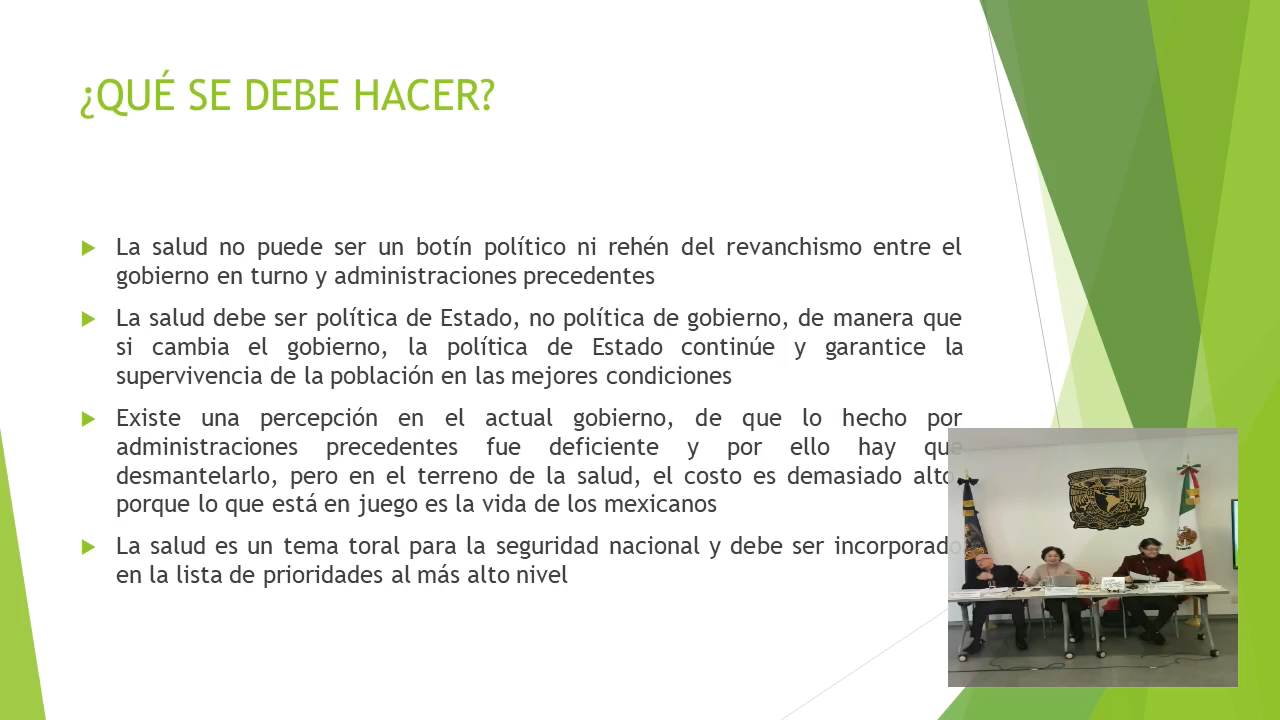 ¿QUÉ SE DEBE HACER?
La salud no puede ser un botín político ni rehén del revanchismo entre el
gobierno en turno y administraciones precedentes
La salud debe ser política de Estado, no política de gobierno, de manera que
si cambia el gobierno, la política de Estado continúe y garantice la
supervivencia de la población en las mejores condiciones
Existe una percepción en el actual gobierno, de que lo hecho por
administraciones precedentes fue deficiente y por ello hay que
desmantelarlo, pero en el terreno de la salud, el costo es demasiado alto,
porque lo que está en juego es la vida de los mexicanos
La salud es un tema toral para la seguridad nacional y debe ser incorporado
en la lista de prioridades al más alto nivel